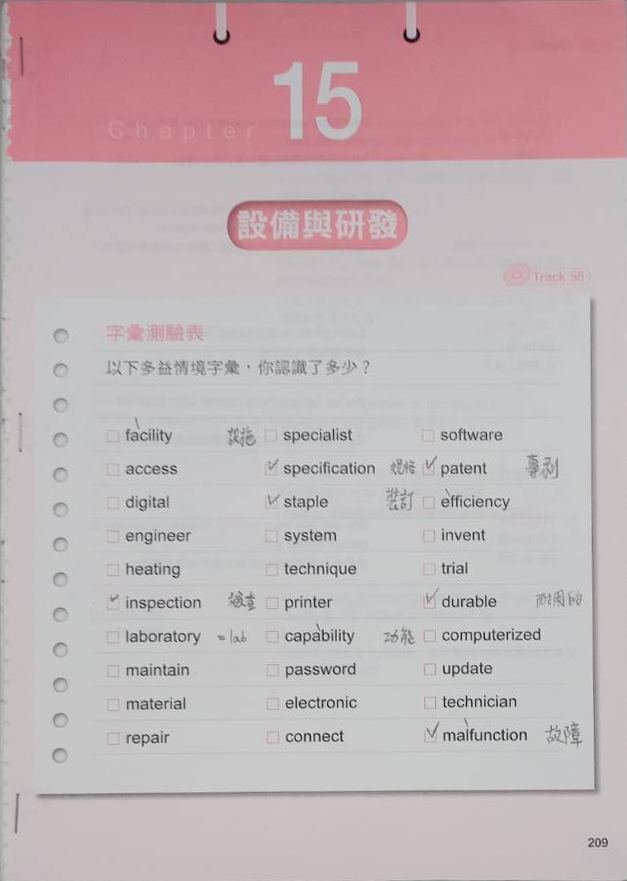 Chapter 15
設備與研發
Track 58
字彙測驗表
以下多益情境字彙，你認識了多少？
facility 設施 specialist software
access specification 規格 patent 專利
digital staple 裝訂 efficiency
engineer system invent
heating technique trial
inspection 檢查 printer durable 耐用的
laboratory =lab capability 功能 computerized
maintain password update
material electronic technician
repair connect malfunction 故障
209